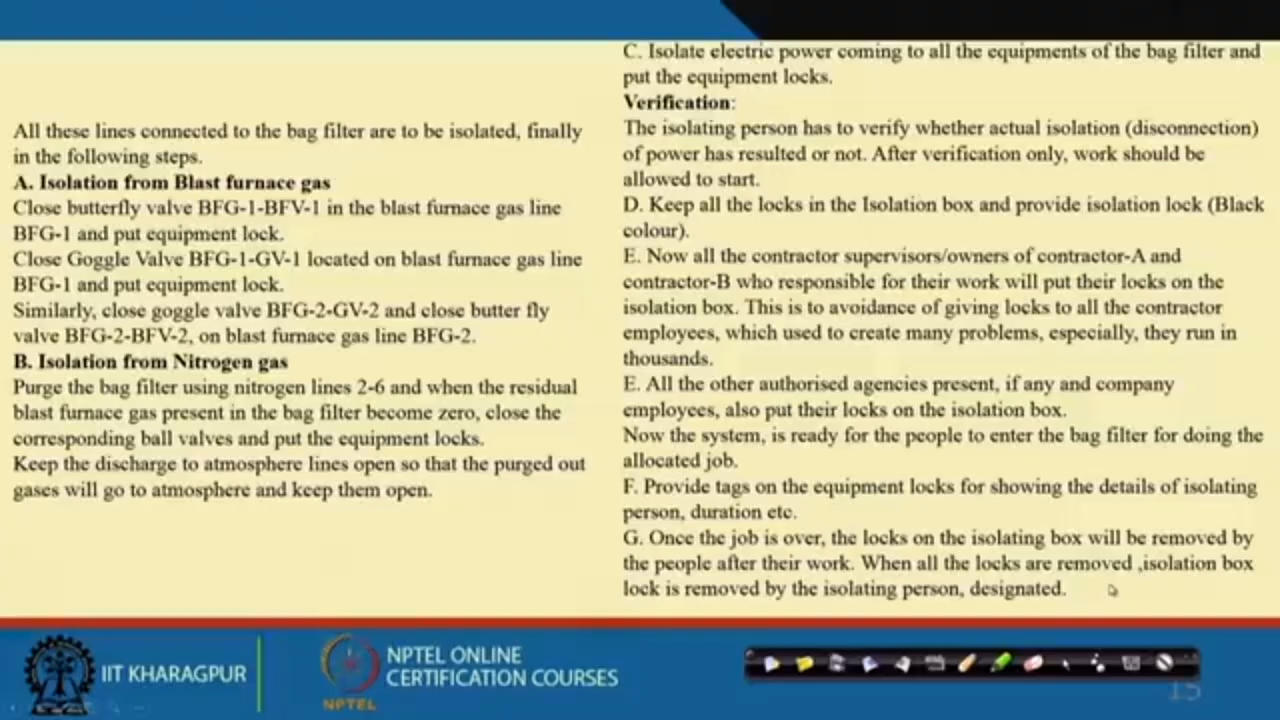 All these lines connected to the bag filter are to be isolated, finally
in the following steps.
A. Isolation from Blast furnace gas
Close butterfly valve BFG-1-BFV-1 in the blast furnace gas line
BFG-1 and put equipment lock.
Close Goggle Valve BFG-1-GV-1 located on blast furnace gas line
BFG-1 and put equipment lock.
Similarly, close goggle valve BFG-2-GV-2 and close butter fly
valve BFG-2-BFV-2, on blast furnace gas line BFG-2.
B. Isolation from Nitrogen gas
Purge the bag filter using nitrogen lines 2-6 and when the residual
blast furnace gas present in the bag filter become zero, close the
corresponding ball valves and put the equipment locks.
Keep the discharge to atmosphere lines open so that the purged out
gases will go to atmosphere and keep them open.
C. Isolate electric power coming to all the equipments of the bag filter and
put the equipment locks.
Verification:
The isolating person has to verify whether actual isolation (disconnection)
of power has resulted or not. After verification only, work should be
allowed to start.
D. Keep all the locks in the Isolation box and provide isolation lock (Black
colour).
E. Now all the contractor supervisors/owners of contractor-A and
contractor-B who responsible for their work will put their locks on the
isolation box. This is to avoidance of giving locks to all the contractor
employees, which used to create many problems, especially, they run in
thousands.
E. All the other authorised agencies present, if any and company
employees, also put their locks on the isolation box.
Now the system, is ready for the people to enter the bag filter for doing the
allocated job.
F. Provide tags on the equipment locks for showing the details of isolating
person, duration etc.
G. Once the job is over, the locks on the isolating box will be removed by
the people after their work. When all the locks are removed ,isolation box
lock is removed by the isolating person, designated.
IIT KHARAGPUR
NPTEL
NPTEL ONLINE
CERTIFICATION COURSES
15